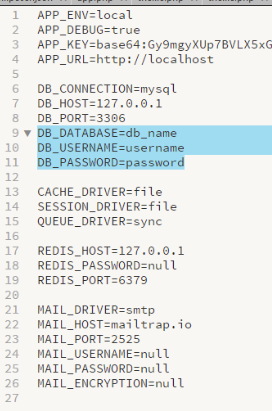 1 APP_ENV=local
2 APP_DEBUG=true
3 APP_KEY=base64:Gy9mgyXUp7BVLX5xG
4 APP_URL=http://localhost
5
6 DB_CONNECTION=mysql
7 DB_HOST=127.0.0.1
8 DB_PORT=3306
9 DB_DATABASE=db_name
10 DB_USERNAME=username
11 DB_PASSWORD=password
12
13 CACHE_DRIVER=file
14 SESSION_DRIVER=file
15 QUEUE_DRIVER=sync
16
17 REDIS_HOST=127.0.0.1
18 REDIS_PASSWORD=null
19 REDIS_PORT=6379
20
21 MAIL_DRIVER=smtp
22 MAIL_HOST=mailtrap.io
23 MAIL_PORT=2525
24 MAIL_USERNAME=null
25 MAIL_PASSWORD=null
26 MAIL_ENCRYPTION=null
27